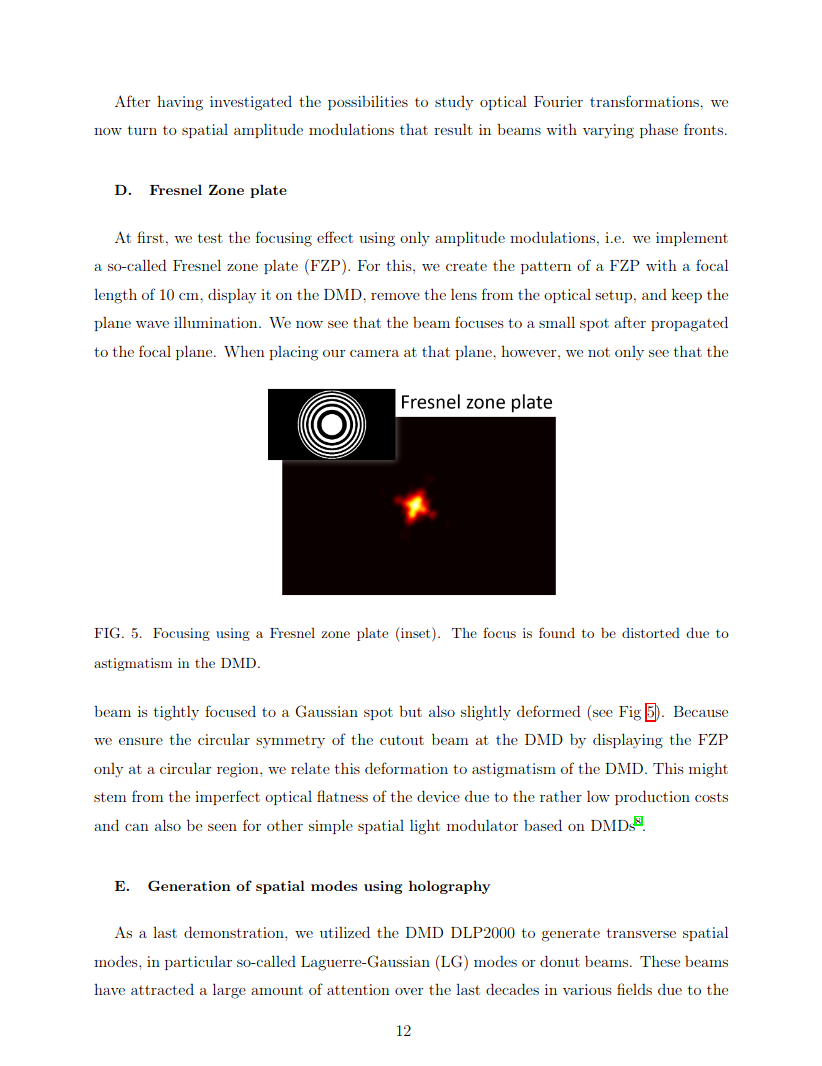 After having investigated the possibilities to study optical Fourier transformations, we
now turn to spatial amplitude modulations that result in beams with varying phase fronts.
D. Fresnel Zone plate
At first, we test the focusing effect using only amplitude modulations, i.e. we implement
a so-called Fresnel zone plate (FZP). For this, we create the pattern of a FZP with a focal
length of 10 cm, display it on the DMD, remove the lens from the optical setup, and keep the
plane wave illumination. We now see that the beam focuses to a small spot after propagated
to the focal plane. When placing our camera at that plane, however, we not only see that the
Fresnel zone plate
FIG. 5. Focusing using a Fresnel zone plate (inset). The focus is found to be distorted due to
astigmatism in the DMD.
beam is tightly focused to a Gaussian spot but also slightly deformed (see Fig 5). Because
we ensure the circular symmetry of the cutout beam at the DMD by displaying the FZP
only at a circular region, we relate this deformation to astigmatism of the DMD. This might
stem from the imperfect optical flatness of the device due to the rather low production costs
and can also be seen for other simple spatial light modulator based on DMDs8.
E. Generation of spatial modes using holography
As a last demonstration, we utilized the DMD DLP2000 to generate transverse spatial
modes, in particular so-called Laguerre-Gaussian (LG) modes or donut beams. These beams
have attracted a large amount of attention over the last decades in various fields due to the
12